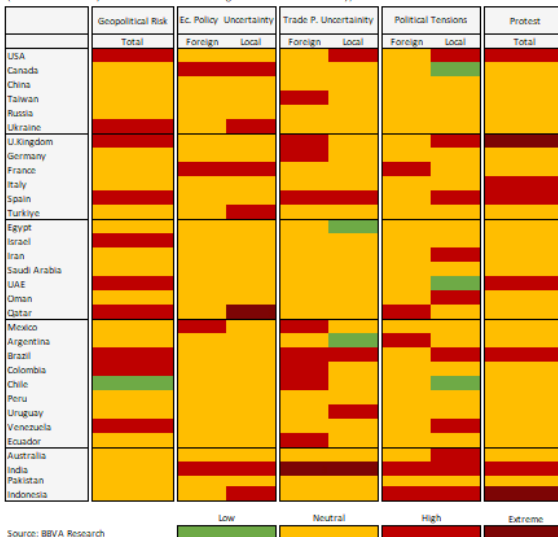 Geopolitical Risk Ec. Policy Uncertainty Trade P. Uncertainity Political Tensions Protest
Total Foreign Local Foreign Local Foreign Local Total
USA
Canada
China
Taiwan
Russia
Ukraine
U.Kingdom
Germany
France
Italy
Spain
Turkiye
Egypt
Israel
Iran
Saudi Arabia
UAE
Oman
Qatar
Mexico
Argentina
Brazil
Colombia
Chile
Peru
Uruguay
Venezuela
Ecuador
Australia
India
Pakistan
Indonesia
Low Neutral High Extreme
Source: BBVA Research